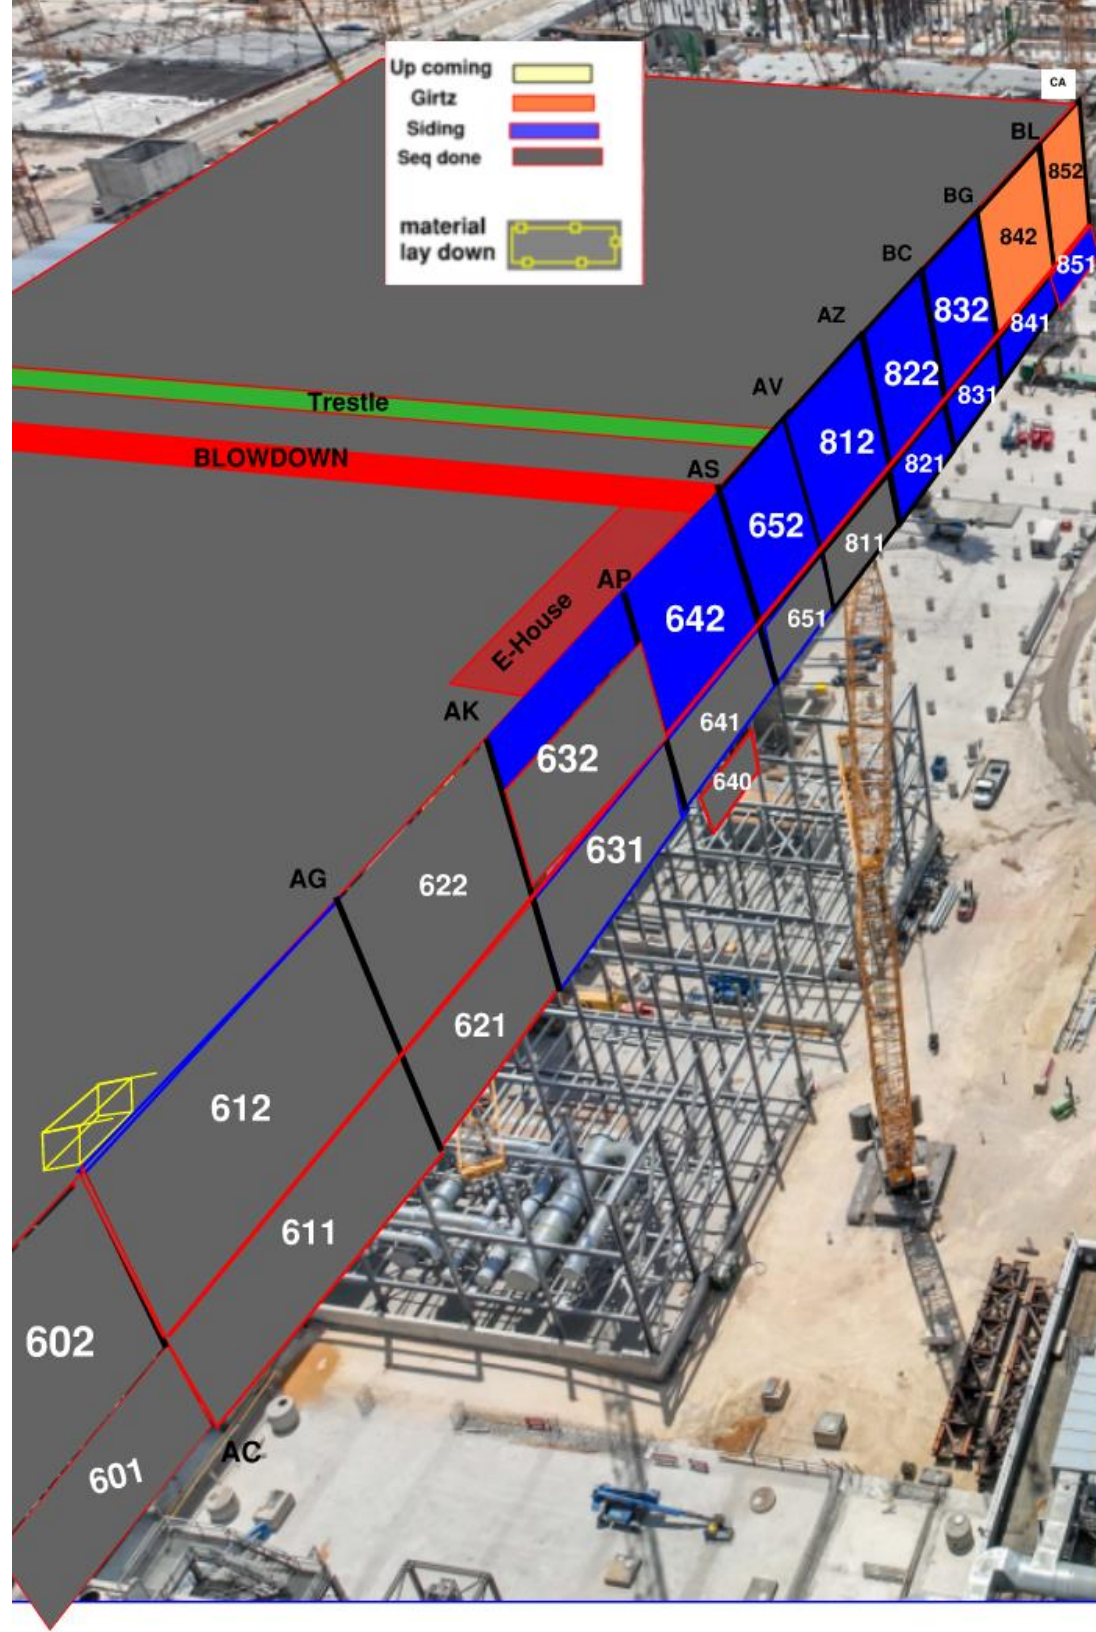 Up coming
Girtz
Siding
Seq done
material
lay down
CA
BL
852
BG
842
851
BC
832
841
AZ
822
831
AV
812
821
Trestle
BLOWDOWN
AS
652
811
AP
642
651
E-House
AK
632
641
640
631
AG
622
621
612
611
602
601
AC